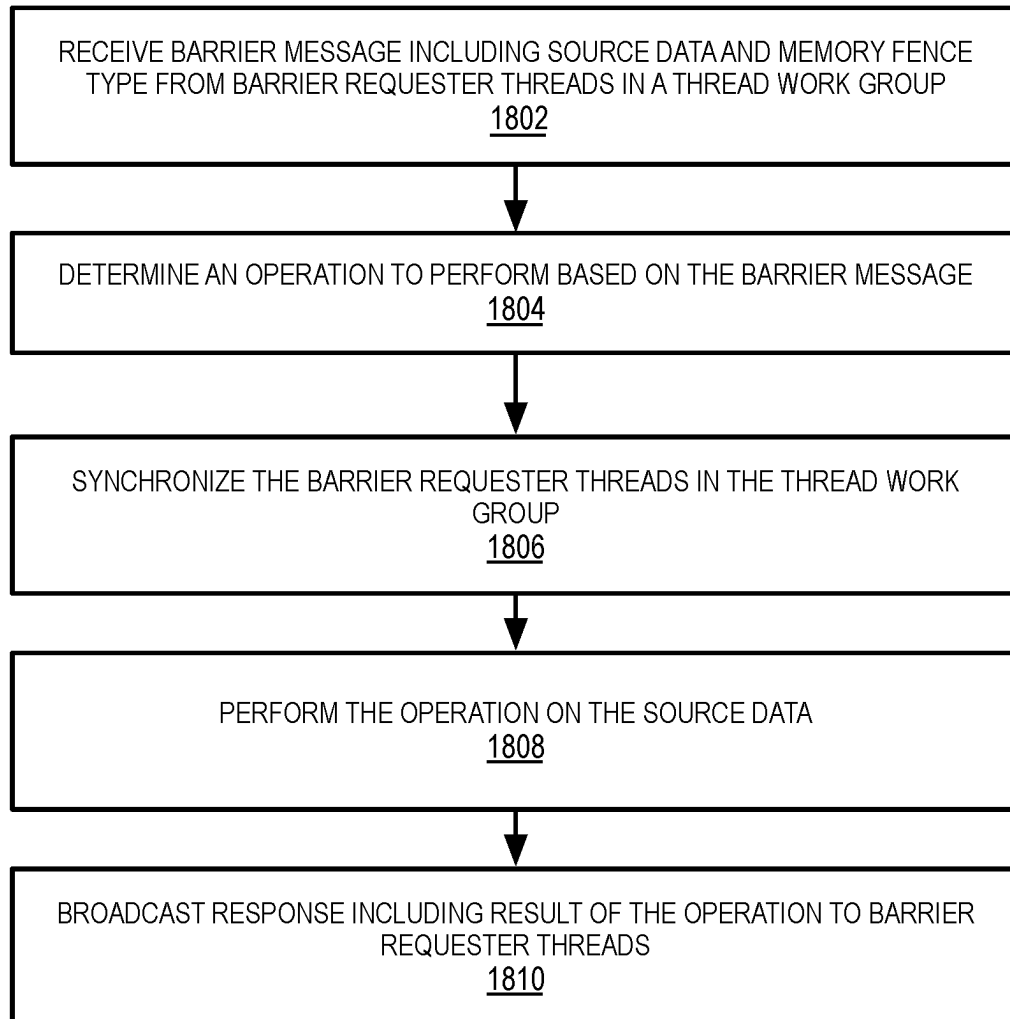 RECEIVE BARRIER MESSAGE INCLUDING SOURCE DATA AND MEMORY FENCE
TYPE FROM BARRIER REQUESTER THREADS IN A THREAD WORK GROUP
1802
DETERMINE AN OPERATION TO PERFORM BASED ON THE BARRIER MESSAGE
1804
SYNCHRONIZE THE BARRIER REQUESTER THREADS IN THE THREAD WORK
GROUP
1806
PERFORM THE OPERATION ON THE SOURCE DATA
1808
BROADCAST RESPONSE INCLUDING RESULT OF THE OPERATION TO BARRIER
REQUESTER THREADS
1810